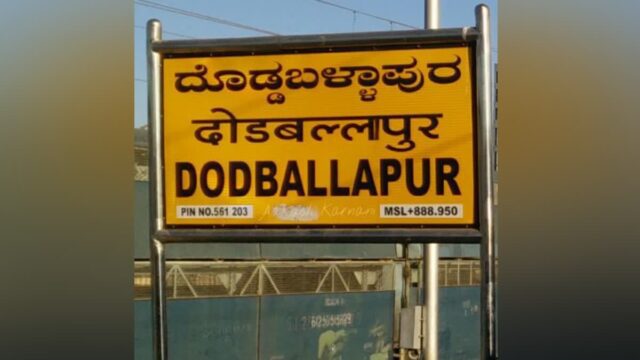 ದೊಡ್ಡಬಳ್ಳಾಪುರ
दोडबल्लापुर
DODBALLAPUR
PIN NO.561 203
MSL+888.950